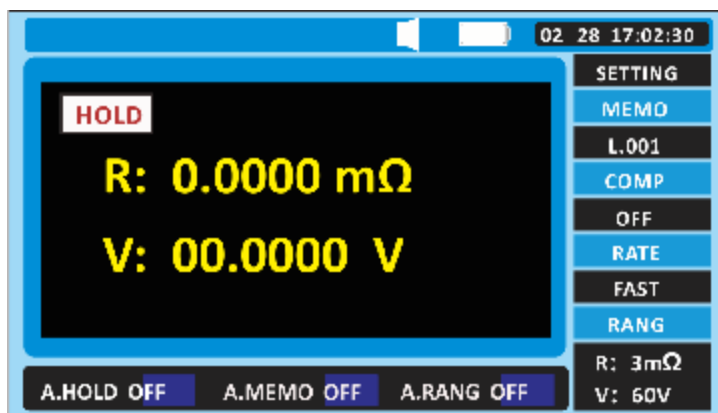 02 28 17:02:30
SETTING
HOLD
MEMO
L.001
R: 0.0000 mΩ
COMP
OFF
V: 00.0000 V
RATE
FAST
RANG
R: 3mΩ
A.HOLD OFF A.MEMO OFF A.RANG OFF
V: 60V